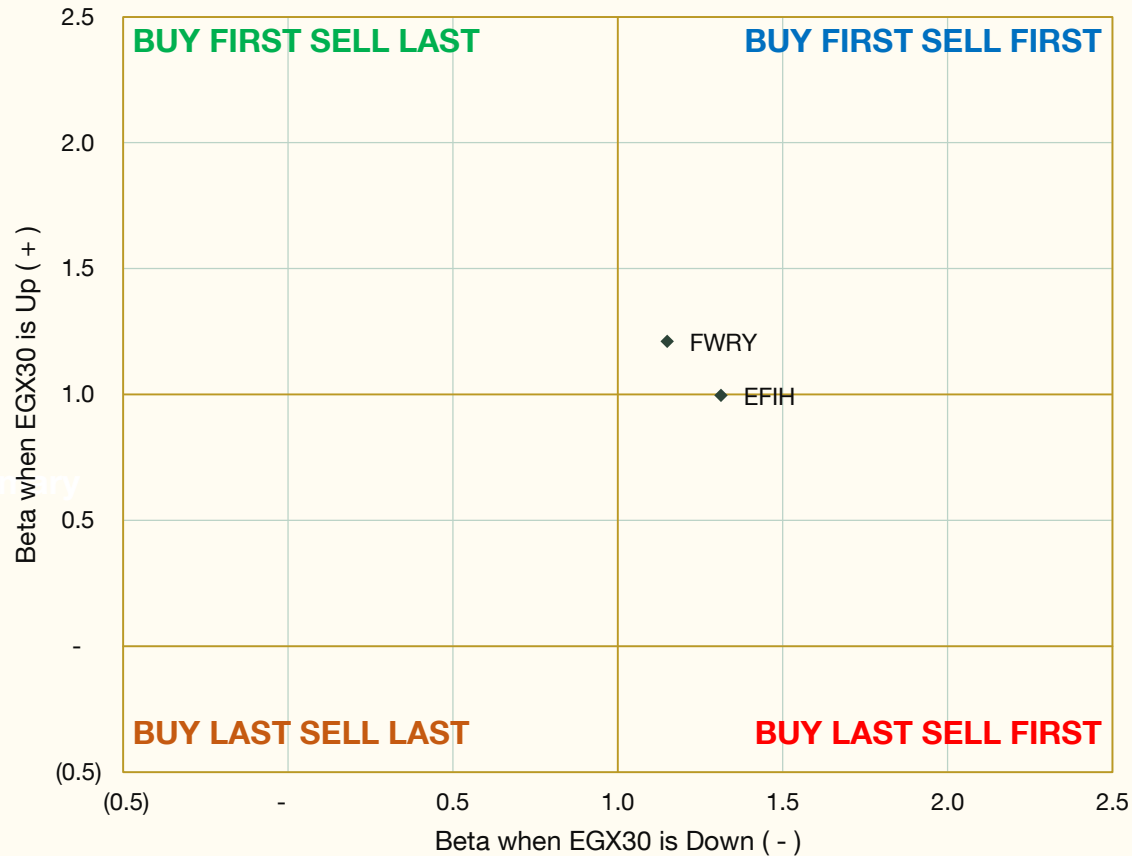 2.5
BUY FIRST SELL LAST
BUY FIRST SELL FIRST
2.0
1.5
FWRY
1.0
EFIH
0.5
-
BUY LAST SELL LAST
BUY LAST SELL FIRST
(0.5)
Beta when EGX30 is Up ( + )
(0.5) - 0.5 1.0 1.5 2.0 2.5
Beta when EGX30 is Down ( - )